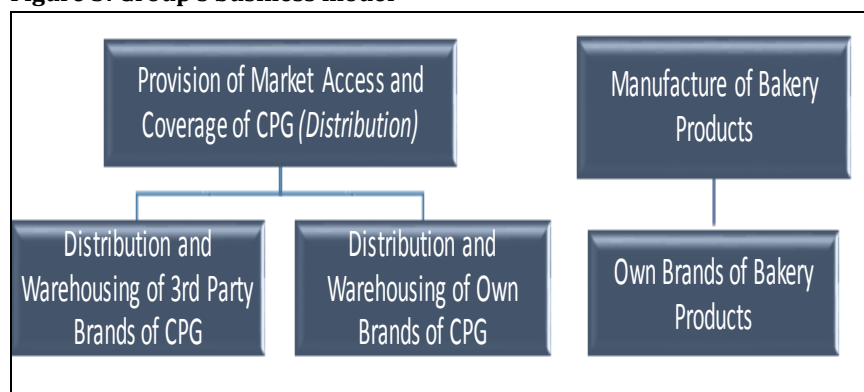 Figure Group's business model
Provision of Market Access and
Coverage of CPG (Distribution)
Manufacture of Bakery
Products
Distribution and
Warehousing of 3rd Party
Brands of CPG
Distribution and
Warehousing of Own
Brands of CPG
Own Brands of Bakery
Products